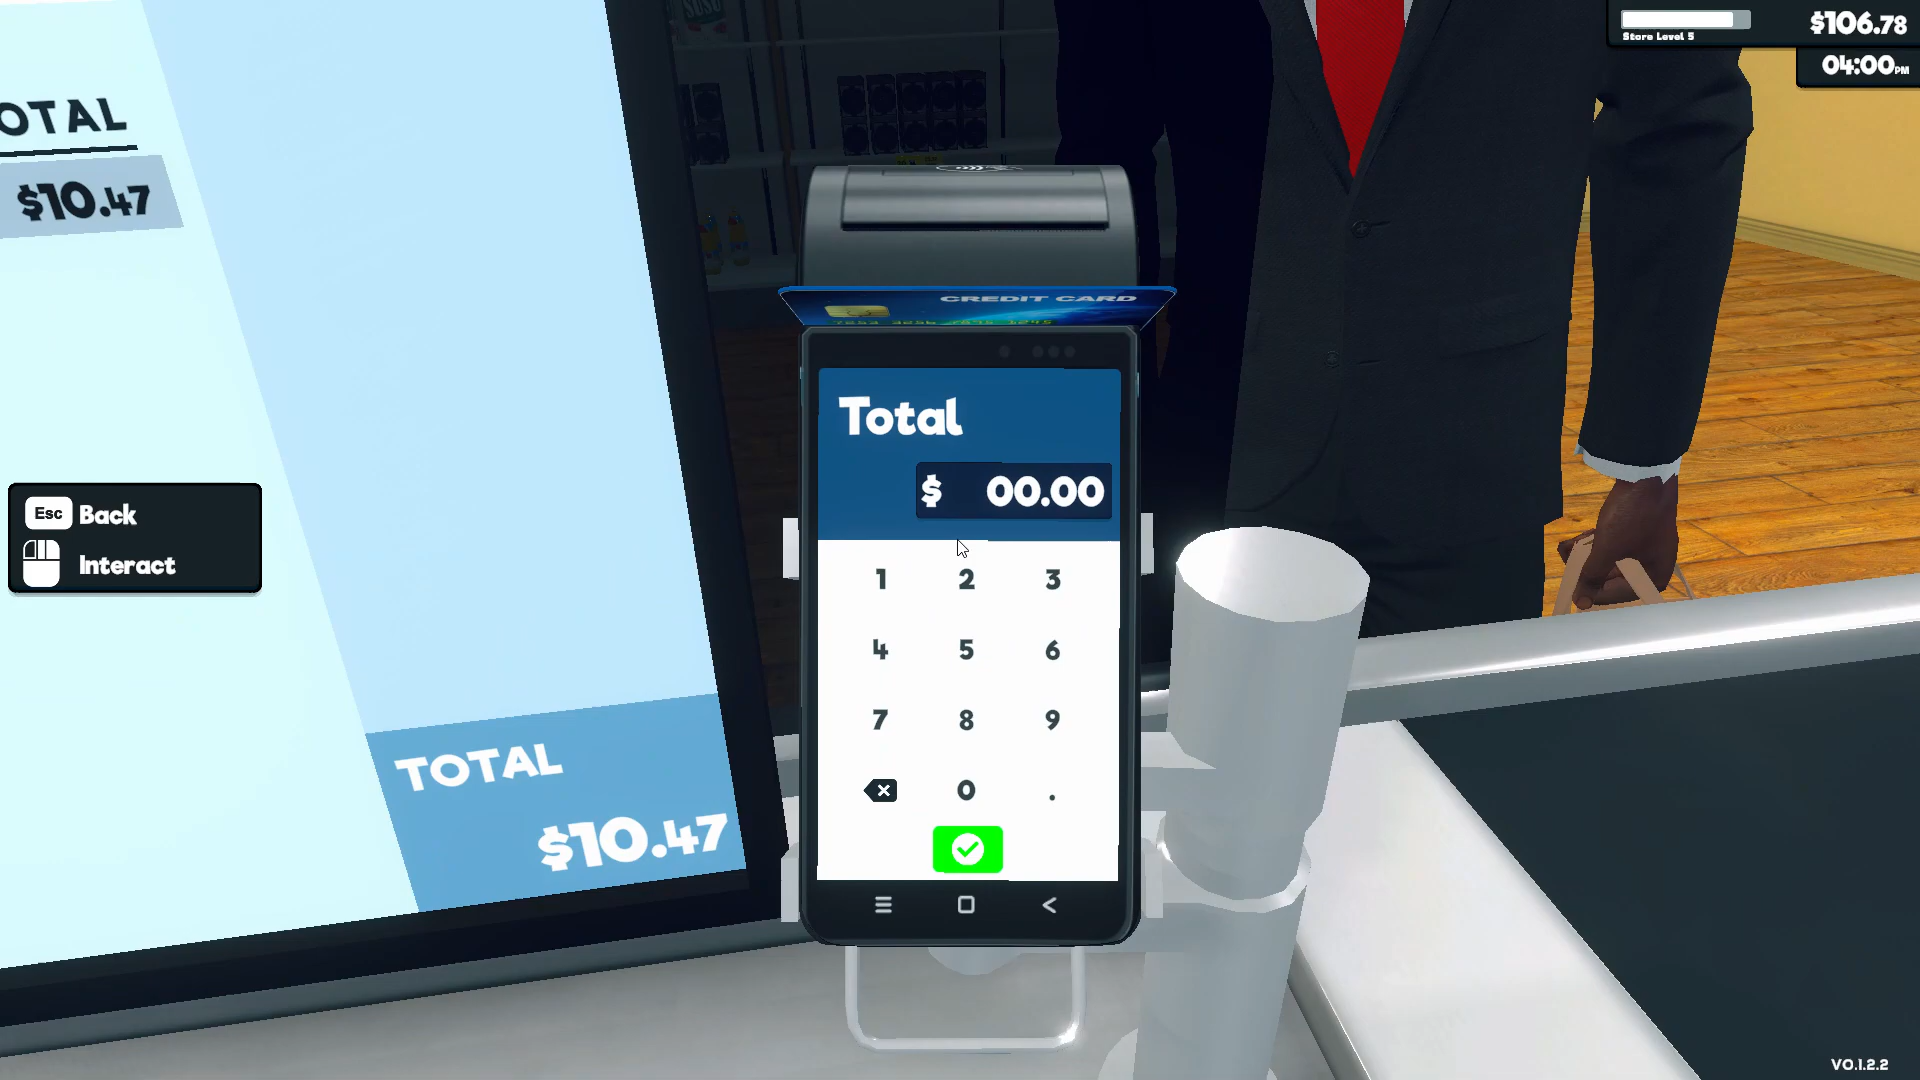 $106.78
Store Level 5
04:00PM
OTAL
$10.47
CREDIT CARD
Total
$ 00.00
Esc Back
Interact
1 2 3
4 5 6
7 8 9
0 .
TOTAL
$10.47
V0.1.2.2